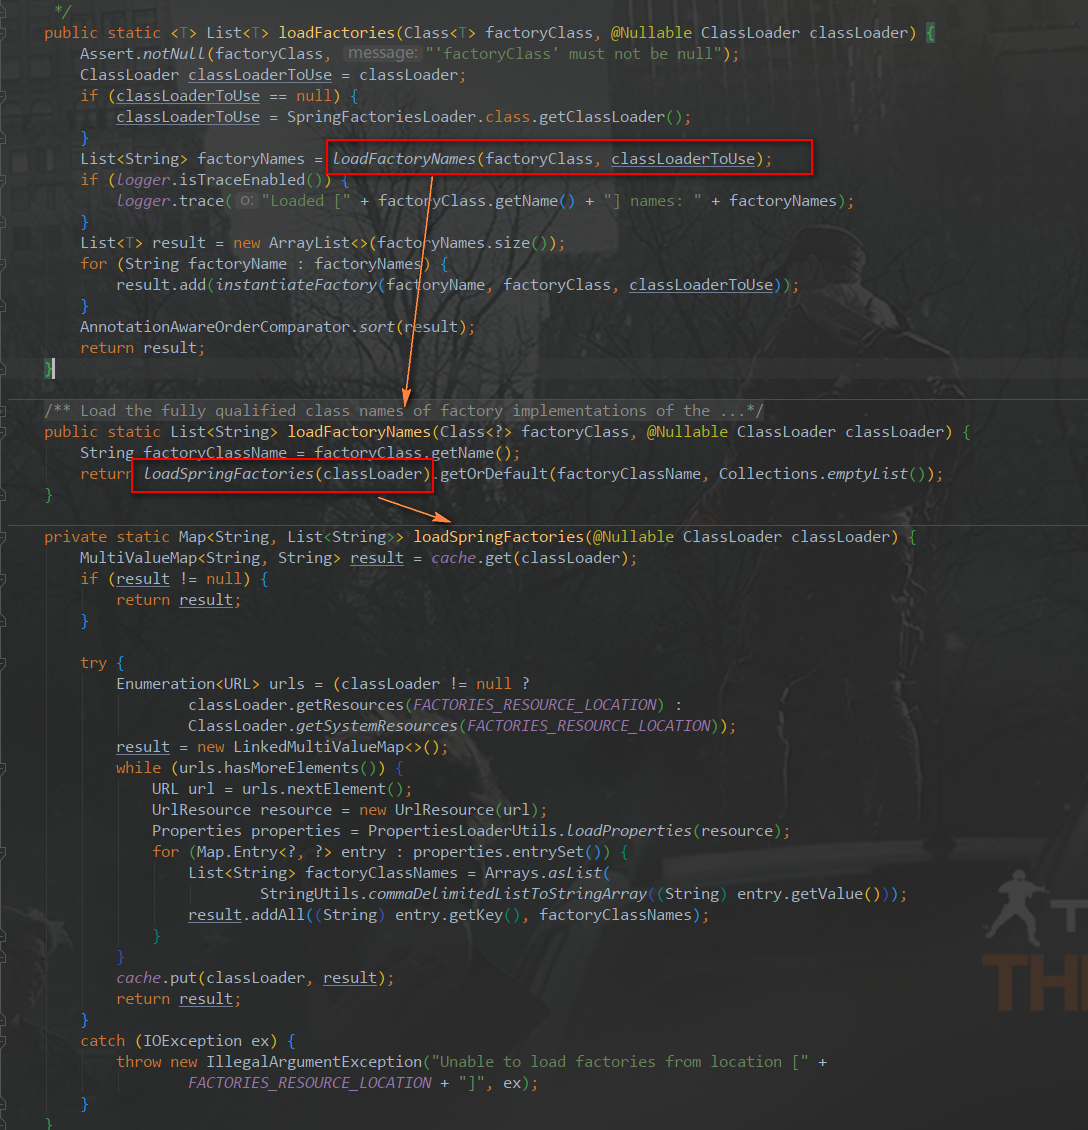 */
public static <T> List<T> loadFactories(Class<T> factoryClass, @Nullable ClassLoader classLoader) {
    Assert.notNull(factoryClass, message: "'factoryClass' must not be null");
    ClassLoader classLoaderToUse = classLoader;
    if (classLoaderToUse == null) {
        classLoaderToUse = SpringFactoriesLoader.class.getClassLoader();
    }
    List<String> factoryNames = loadFactoryNames(factoryClass, classLoaderToUse);
    if (logger.isTraceEnabled()) {
        logger.trace( o: "Loaded [" + factoryClass.getName() + "] names: " + factoryNames);
    }
    List<T> result = new ArrayList<>(factoryNames.size());
    for (String factoryName : factoryNames) {
        result.add(instantiateFactory(factoryName, factoryClass, classLoaderToUse));
    }
    AnnotationAwareOrderComparator.sort(result);
    return result;
}
/** Load the fully qualified class names of factory implementations of the ...*/
public static List<String> loadFactoryNames(Class<?> factoryClass, @Nullable ClassLoader classLoader) {
    String factoryClassName = factoryClass.getName();
    return loadSpringFactories(classLoader).getOrDefault(factoryClassName, Collections.emptyList());
}
private static Map<String, List<String>> loadSpringFactories(@Nullable ClassLoader classLoader) {
    MultiValueMap<String, String> result = cache.get(classLoader);
    if (result != null) {
        return result;
    }
    try {
        Enumeration<URL> urls = (classLoader != null ?
                classLoader.getResources(FACTORIES_RESOURCE_LOCATION) :
                ClassLoader.getSystemResources(FACTORIES_RESOURCE_LOCATION));
        result = new LinkedMultiValueMap<>();
        while (urls.hasMoreElements()) {
            URL url = urls.nextElement();
            UrlResource resource = new UrlResource(url);
            Properties properties = PropertiesLoaderUtils.loadProperties(resource);
            for (Map.Entry<?, ?> entry : properties.entrySet()) {
                List<String> factoryClassNames = Arrays.asList(
                        StringUtils.commaDelimitedListToStringArray((String) entry.getValue()));
                result.addAll((String) entry.getKey(), factoryClassNames);
            }
        }
        cache.put(classLoader, result);
        return result;
    }
    catch (IOException ex) {
        throw new IllegalArgumentException("Unable to load factories from location [" +
                FACTORIES_RESOURCE_LOCATION + "]", ex);
    }
}